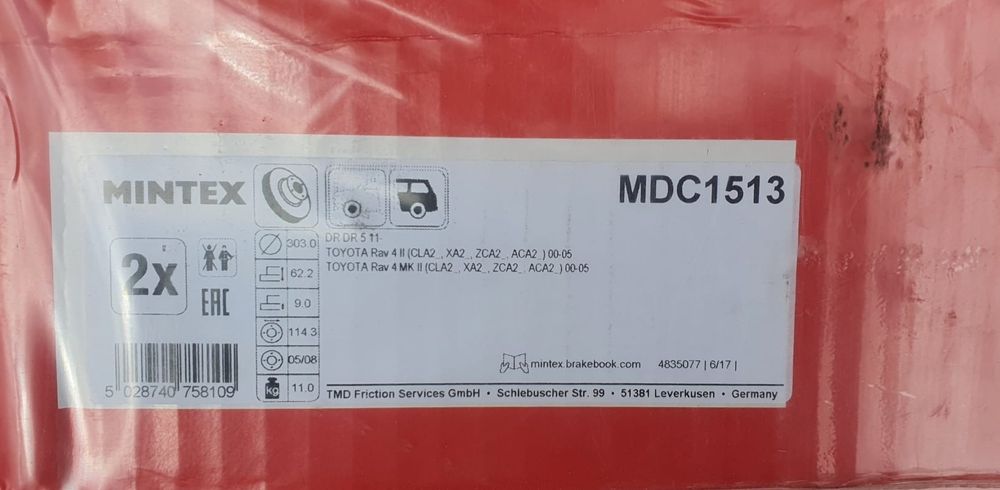 MINTEX
MDC1513
2x
EAC
303.0
62.2
9.0
114.3
05/08
kg 11.0
DR DR 5 11-
TOYOTA Rav 4 II (CLA2_, XA2_, ZCA2_, ACA2_) 00-05
TOYOTA Rav 4 MK II (CLA2_, XA2_, ZCA2_, ACA2_) 00-05
mintex.brakebook.com 4835077 | 6/17 |
5 028740 758109
TMD Friction Services GmbH • Schlebuscher Str. 99 • 51381 Leverkusen • Germany